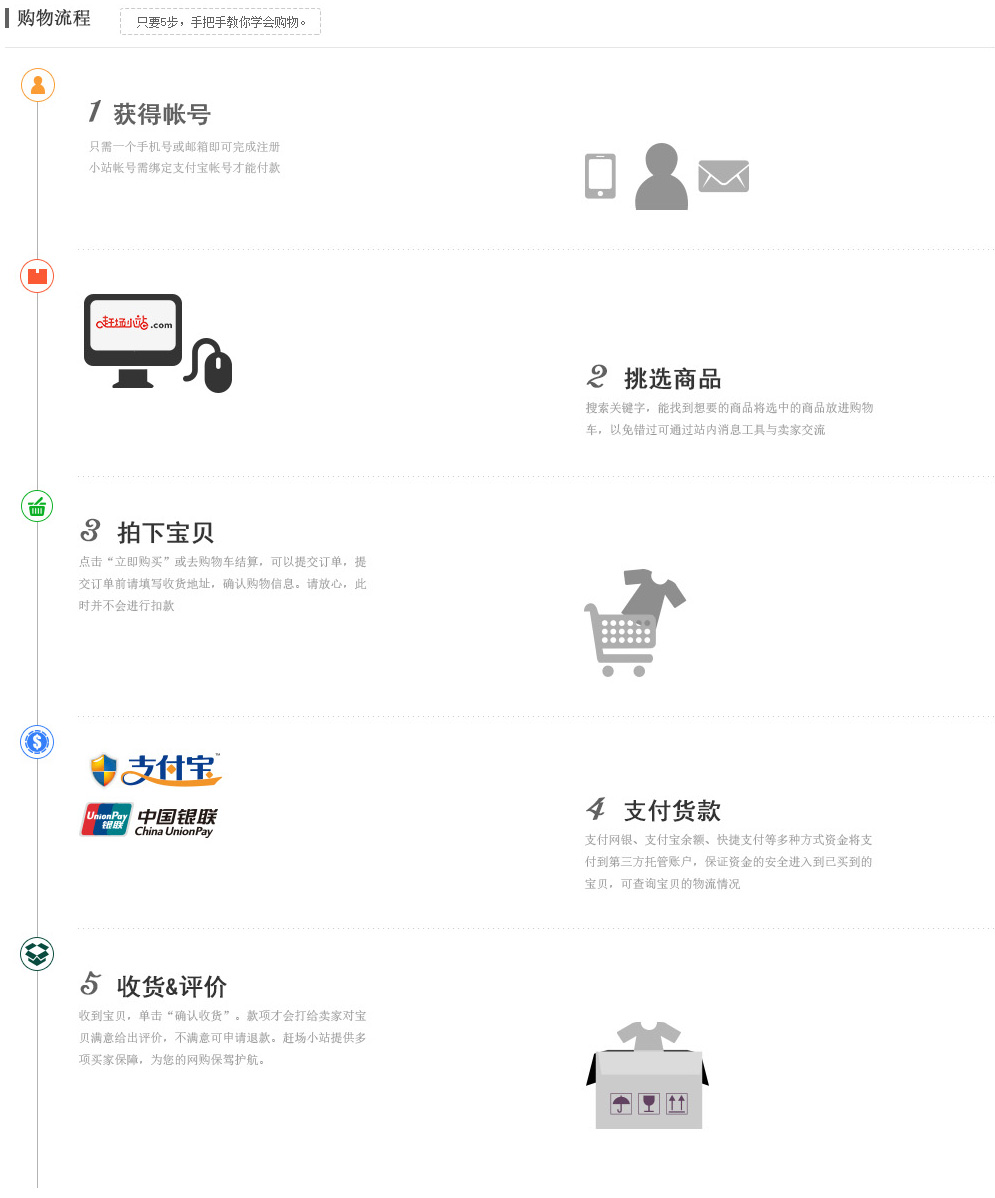 购物流程
只要5步，手把手教你学会购物。
1 获得帐号
只需一个手机号或邮箱即可完成注册
小站帐号需绑定支付宝帐号才能付款
赶场小站.com
2 挑选商品
搜索关键字，能找到想要的商品将选中的商品放进购物
车，以免错过可通过站内消息工具与卖家交流
3 拍下宝贝
点击“立即购买”或去购物车结算，可以提交订单，提
交订单前请填写收货地址，确认购物信息。请放心，此
时并不会进行扣款
支付宝™
UnionPay
银联
中国银联
China UnionPay
4 支付货款
支付网银、支付宝余额、快捷支付等多种方式资金将支
付到第三方托管账户，保证资金的安全进入到已买到的
宝贝，可查询宝贝的物流情况
5 收货&评价
收到宝贝，单击“确认收货”。款项才会打给卖家对宝
贝满意给出评价，不满意可申请退款。赶场小站提供多
项买家保障，为您的网购保驾护航。